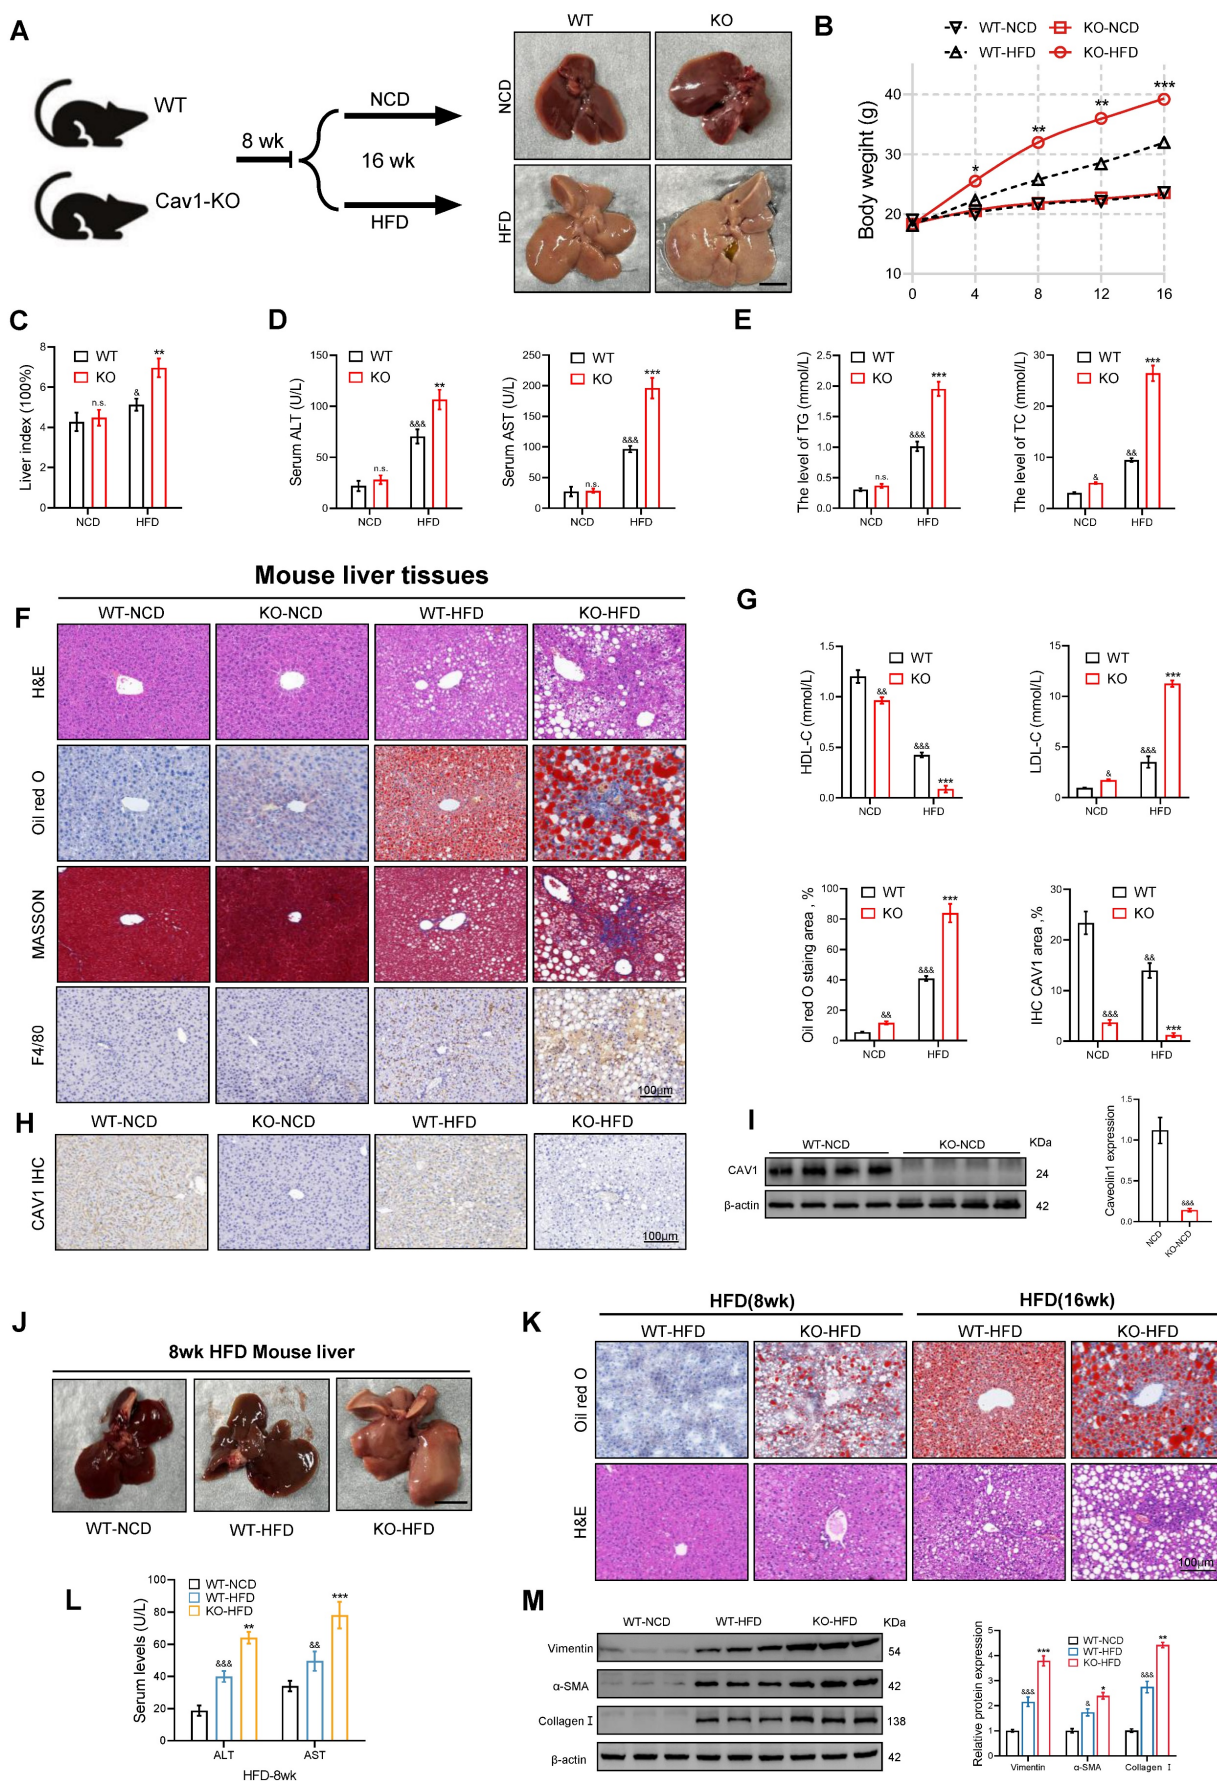 A
WT
Cav1-KO
8 wk
NCD
16 wk
HFD
WT KO
NCD
HFD
B
WT-NCD KO-NCD
WT-HFD KO-HFD
Body wegiht (g)
40
30
20
10
0 4 8 12 16
* ** ** ***
C
Liver index (100%)
8
6
4
2
0
WT
KO
n.s. & **
NCD HFD
D
Serum ALT (U/L)
150
100
50
0
WT
KO
n.s. &&& **
NCD HFD
Serum AST (U/L)
250
200
150
100
50
0
WT
KO
n.s. &&& ***
NCD HFD
E
The level of TG (mmol/L)
2.5
2.0
1.5
1.0
0.5
0.0
WT
KO
n.s. &&& ***
NCD HFD
The level of TC (mmol/L)
30
20
10
0
WT
KO
& && ***
NCD HFD
Mouse liver tissues
F
WT-NCD KO-NCD WT-HFD KO-HFD
H&E
Oil red O
MASSON
F4/80
100μm
G
HDL-C (mmol/L)
1.5
1.0
0.5
0.0
WT
KO
&& &&& ***
NCD HFD
LDL-C (mmol/L)
15
10
5
0
WT
KO
& &&& ***
NCD HFD
Oil red O staing area , %
100
80
60
40
20
0
WT
KO
&& &&& ***
NCD HFD
IHC CAV1 area ,%
30
20
10
0
WT
KO
&&& && ***
NCD HFD
H
WT-NCD KO-NCD WT-HFD KO-HFD
CAV1 IHC
100μm
I
WT-NCD KO-NCD KDa
CAV1 24
β-actin 42
Caveolin1 expression
1.5
1.0
0.5
0.0
&&&
NCD KO-NCD
J
8wk HFD Mouse liver
WT-NCD WT-HFD KO-HFD
K
HFD(8wk) HFD(16wk)
WT-HFD KO-HFD WT-HFD KO-HFD
Oil red O
H&E
100μm
L
Serum levels (U/L)
100
80
60
40
20
0
WT-NCD
WT-HFD
KO-HFD
&&& ** && ***
ALT AST
HFD-8wk
M
WT-NCD WT-HFD KO-HFD KDa
Vimentin 54
α-SMA 42
Collagen I 138
β-actin 42
Relative protein expression
5
4
3
2
1
0
WT-NCD
WT-HFD
KO-HFD
&&& *** & * &&& **
Vimentin α-SMA Collagen I